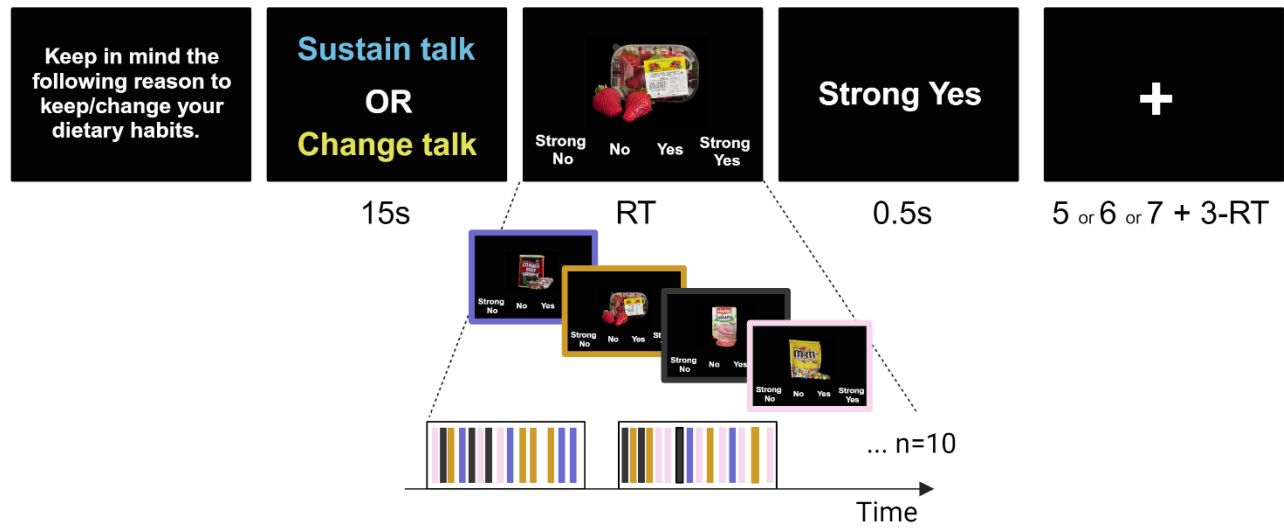 Keep in mind the
following reason to
keep/change your
dietary habits.
Sustain talk
OR
Change talk
Strong
No
No
Yes
Strong
Yes
Strong Yes
+
15s
RT
0.5s
5 or 6 or 7 + 3-RT
Strong
No
No
Yes
Strong
No
No
Yes
Strong
No
No
Yes
m&m's
Strong
No
No
Yes
Strong
Yes
... n=10
Time